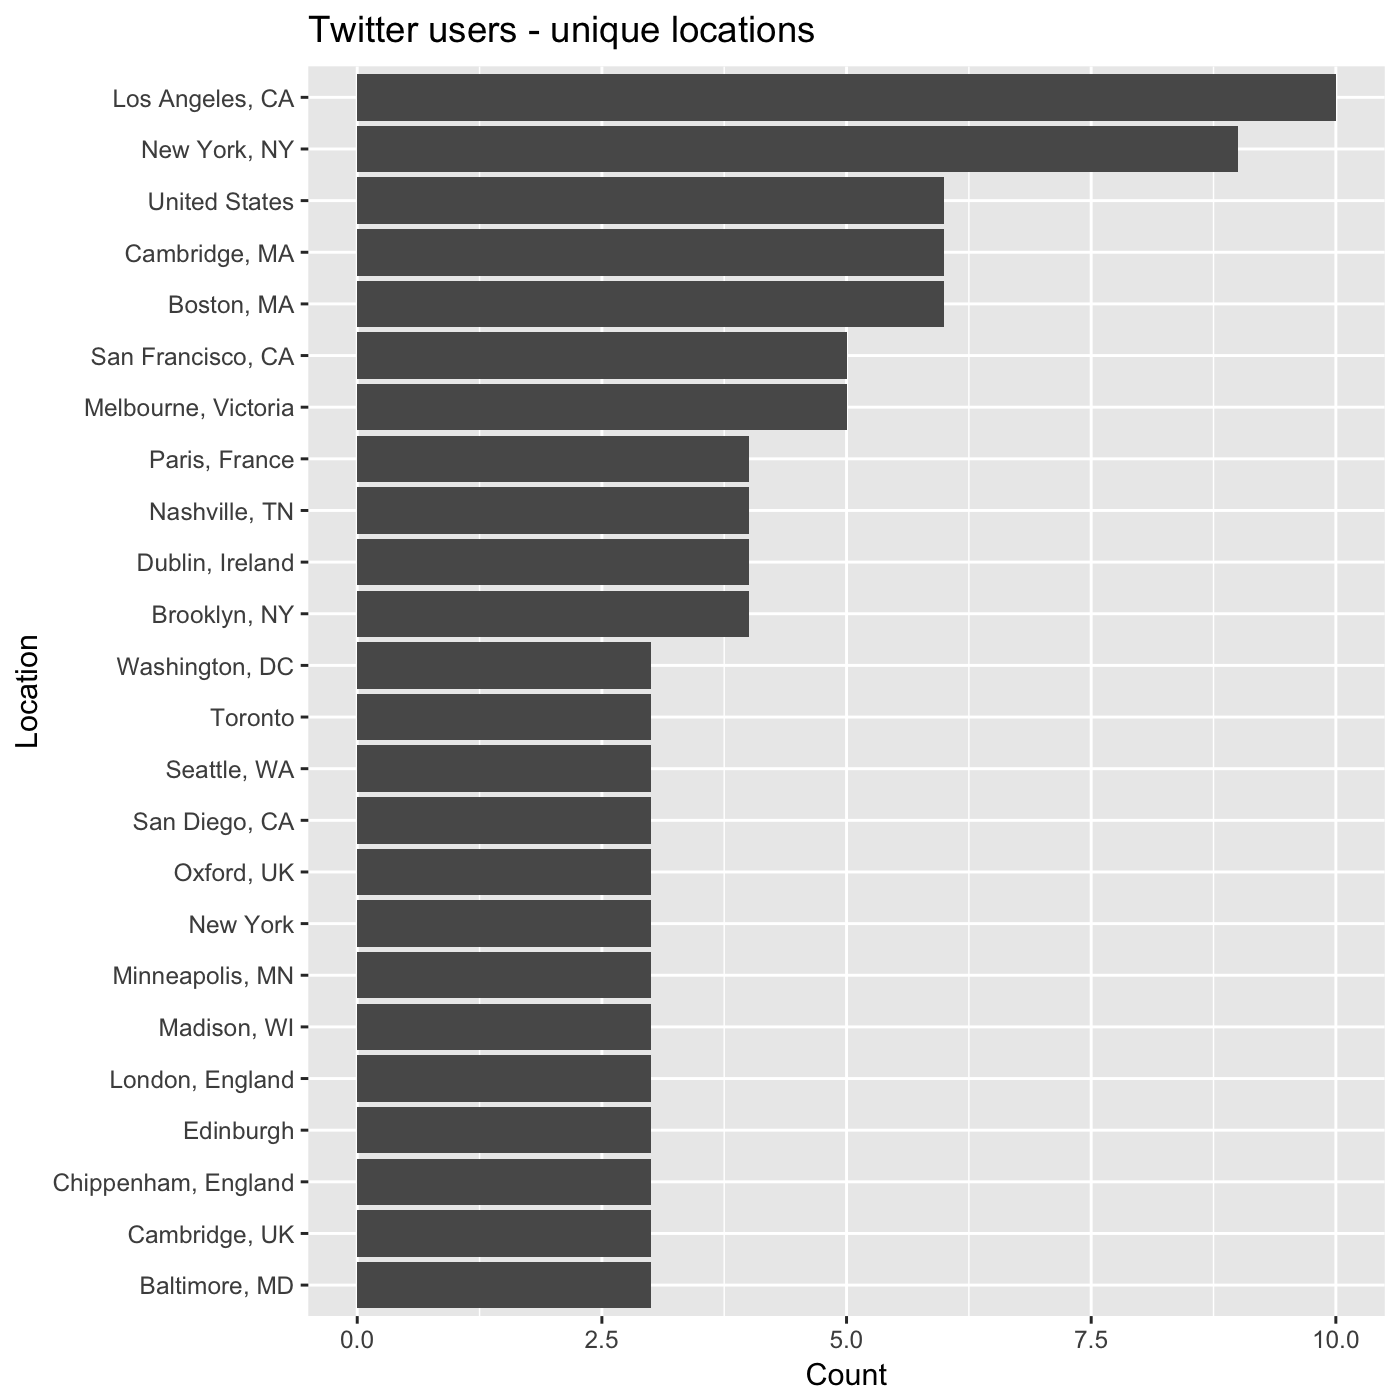 Twitter users - unique locations
Los Angeles, CA
New York, NY
United States
Cambridge, MA
Boston, MA
San Francisco, CA
Melbourne, Victoria
Paris, France
Nashville, TN
Dublin, Ireland
Brooklyn, NY
Washington, DC
Toronto
Seattle, WA
San Diego, CA
Oxford, UK
New York
Minneapolis, MN
Madison, WI
London, England
Edinburgh
Chippenham, England
Cambridge, UK
Baltimore, MD
Location
0.0 2.5 5.0 7.5 10.0
Count